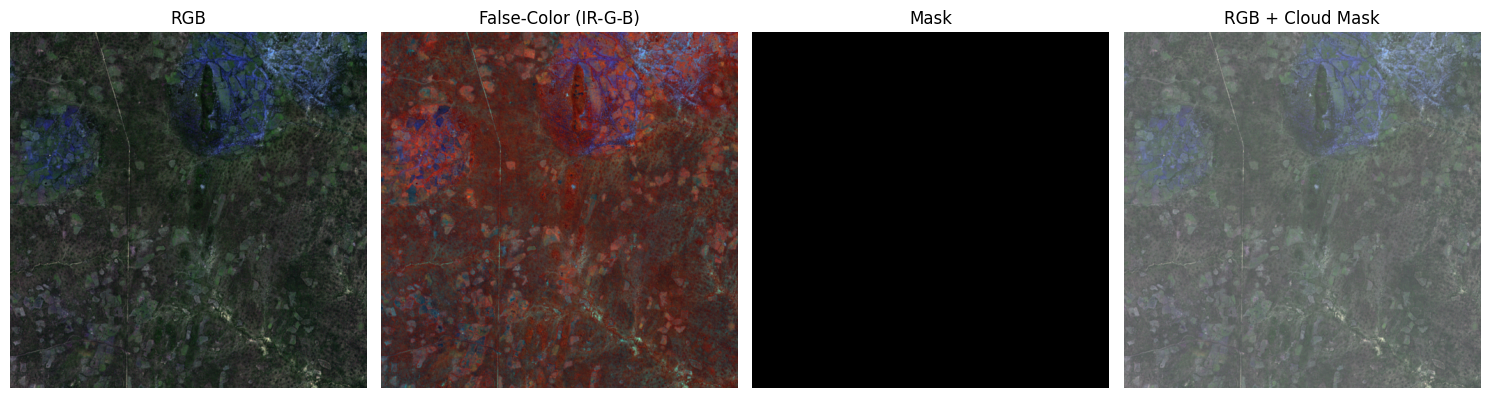 RGB
False-Color (IR-G-B)
Mask
RGB + Cloud Mask